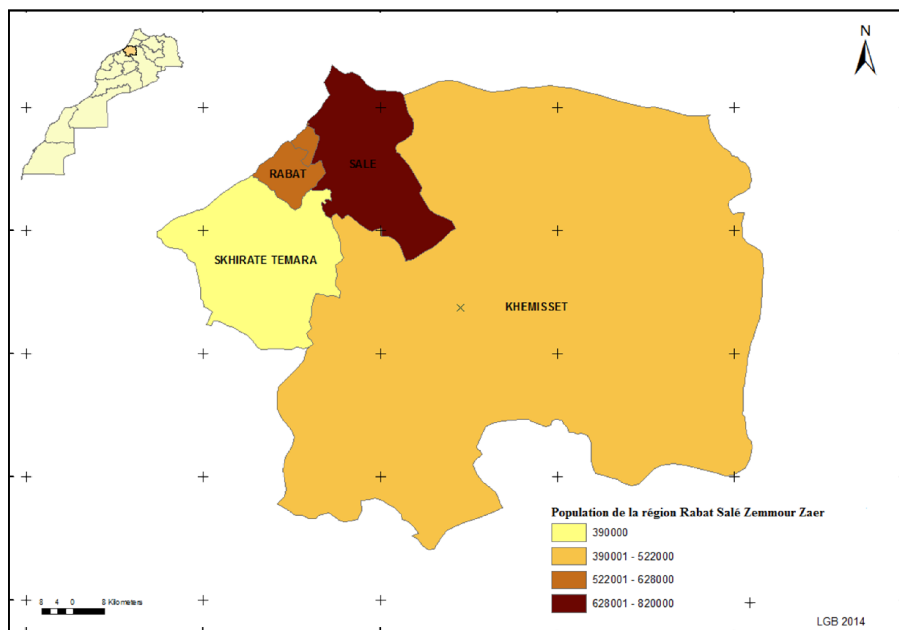 N
SALE
RABAT
SKHIRATE TEMARA
KHEMISSET
Population de la région Rabat Salé Zemmour Zaer
390000
390001 - 522000
522001 - 628000
628001 - 820000
8 4 0 8 Kilometers
LGB 2014